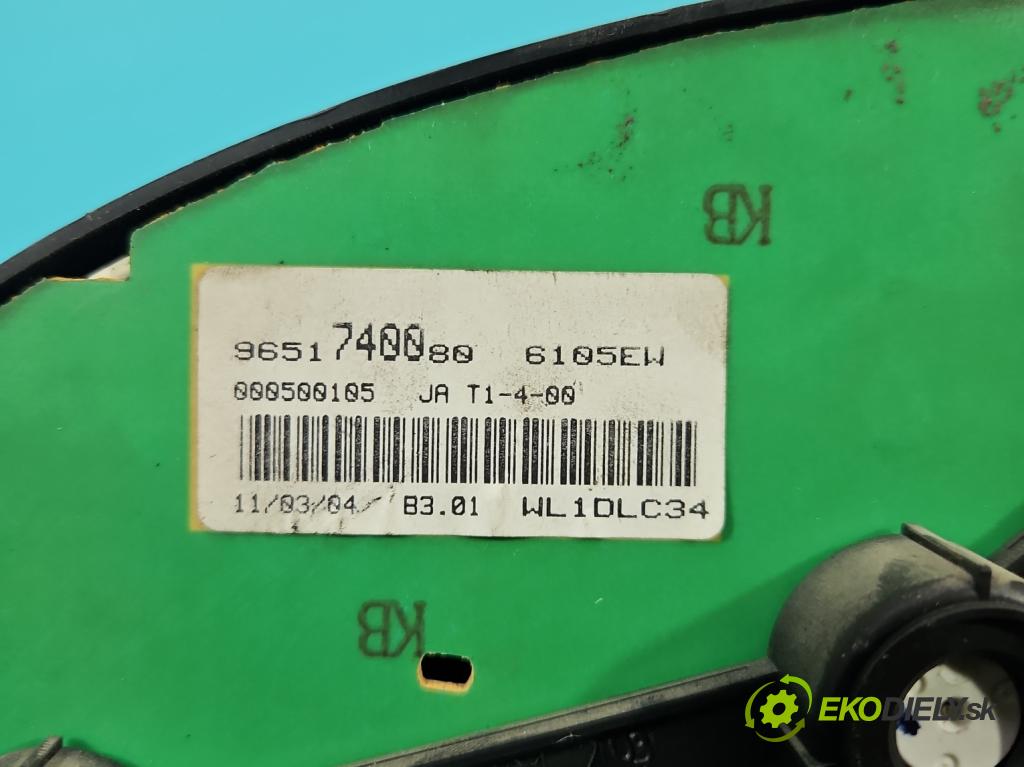 KB
9651740080 6105EW
000500105 JA T1-4-00
11/03/04/ B3.01 WL1DLC34
KB
EKODIELY.sk